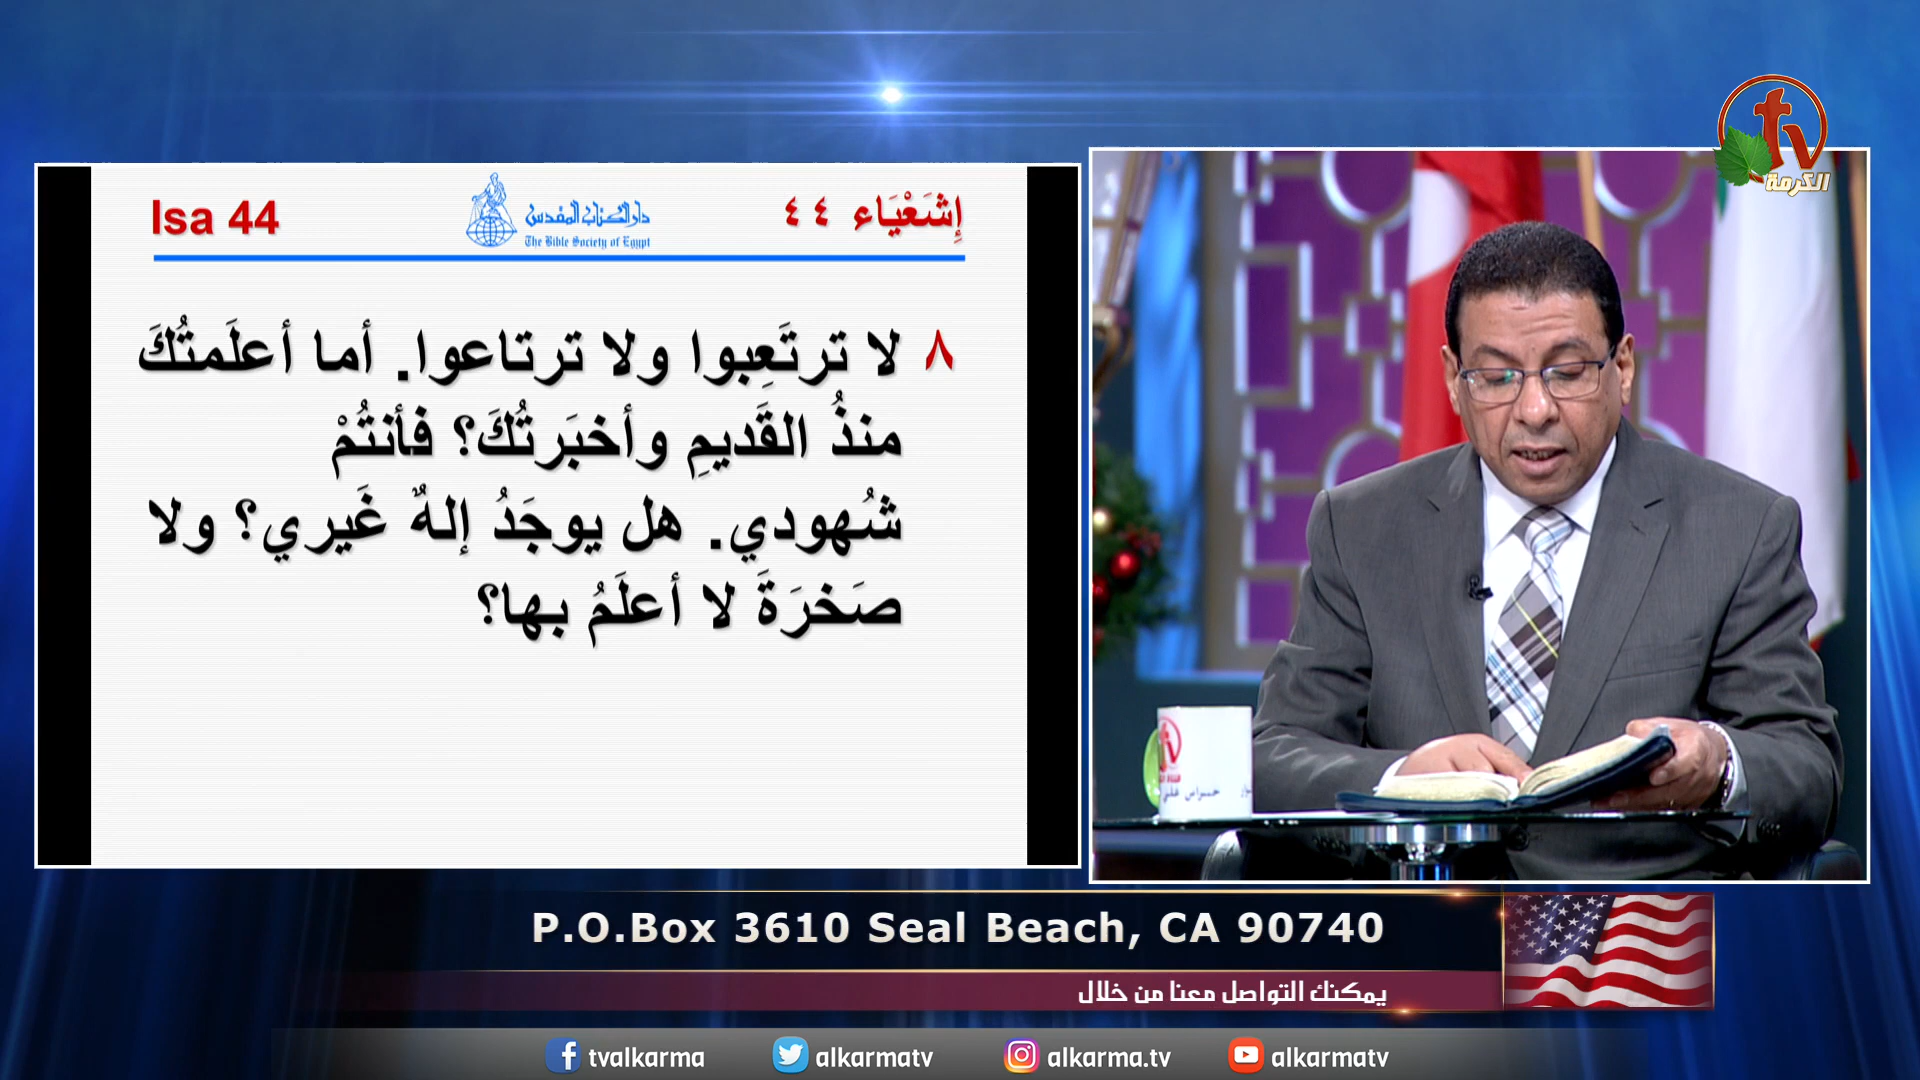 tv
الكرمة
Isa 44
دار الكتاب المقدس
The Bible Society of Egypt
إِشَعْيَاء ٤٤
٨ لا ترتَعِبوا ولا ترتاعوا. أما أعلَمتُكَ
منذُ القَديمِ وأخبَرتُكَ؟ فأنتُمْ
شُهودي. هل يوجَدُ إلهٌ غَيري؟ ولا
صَخرَةَ لا أعلَمُ بها؟
P.O.Box 3610 Seal Beach, CA 90740
يمكنك التواصل معنا من خلال
tvalkarma
alkarmatv
alkarma.tv
alkarmatv